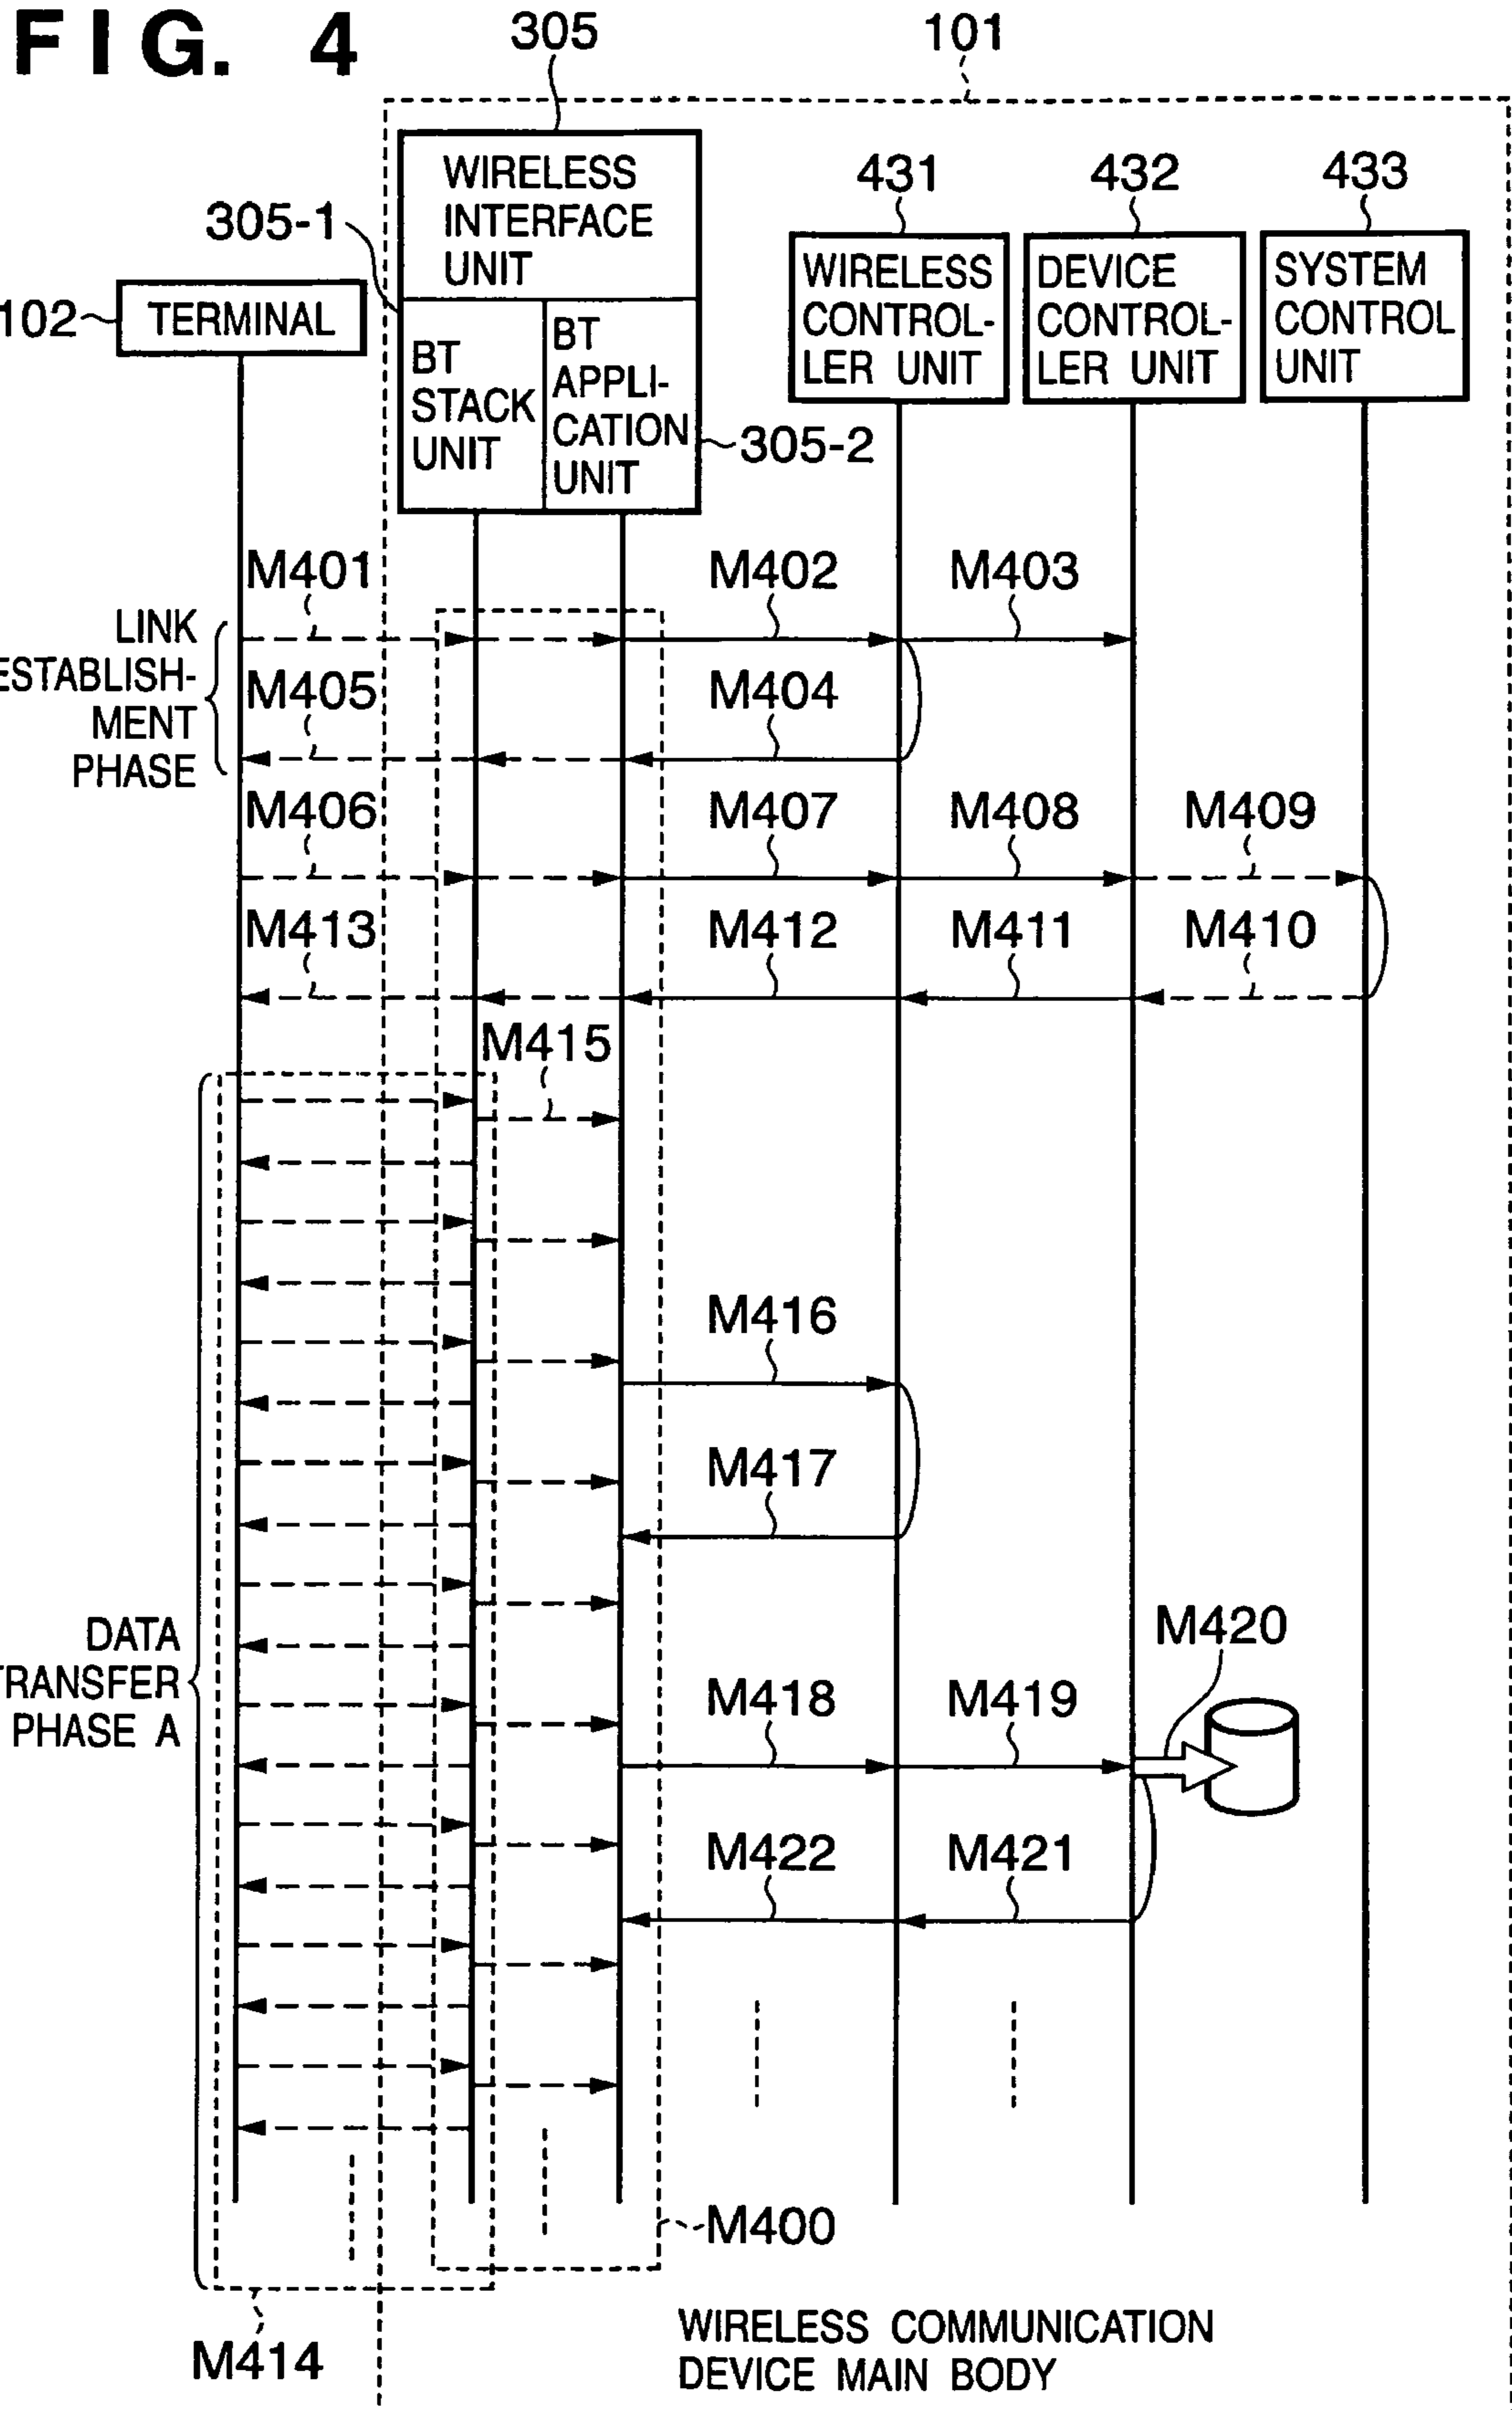 FIG. 4
305
101
431
432
433
305-1
WIRELESS
INTERFACE
UNIT
102
TERMINAL
BT
STACK
UNIT
BT
APPLI-
CATION
UNIT
305-2
WIRELESS
CONTROL-
LER UNIT
DEVICE
CONTROL-
LER UNIT
SYSTEM
CONTROL
UNIT
M401
M402
M403
LINK
ESTABLISH-
MENT
PHASE
M405
M404
M406
M407
M408
M409
M413
M412
M411
M410
M415
M416
M417
DATA
TRANSFER
PHASE A
M420
M418
M419
M422
M421
M400
M414
WIRELESS COMMUNICATION
DEVICE MAIN BODY